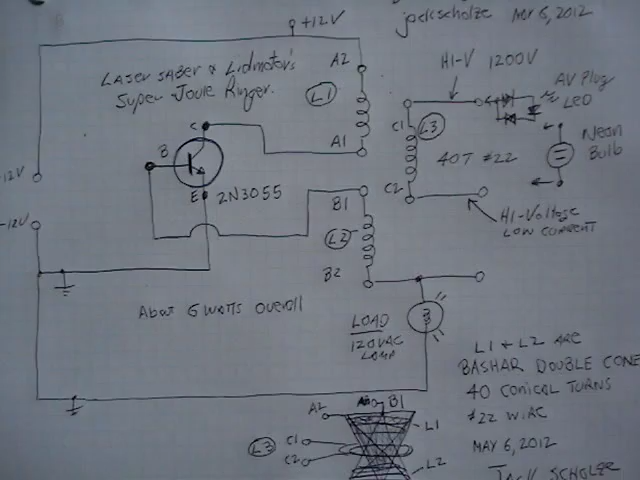 jackscholze May 6, 2012
+12V
LASER SABER & Lidmotor's
Super Joule Ringer.
A2
L1
A1
HI-V 1200V
AV Plug
LED
Neon
Bulb
C1
L3
40T #22
C2
HI-Voltage
LOW CURRENT
C
B
E
2N3055
-12V
-12V
B1
L2
B2
About 6 WATTS overall
LOAD
120VAC
LAMP
L1 + L2 ARE
BASHAR DOUBLE CONE
40 CONICAL TURNS
#22 WIRE
MAY 6, 2012
JACK SCHOLZE
A2
B1
L1
L3
C1
C2
L2